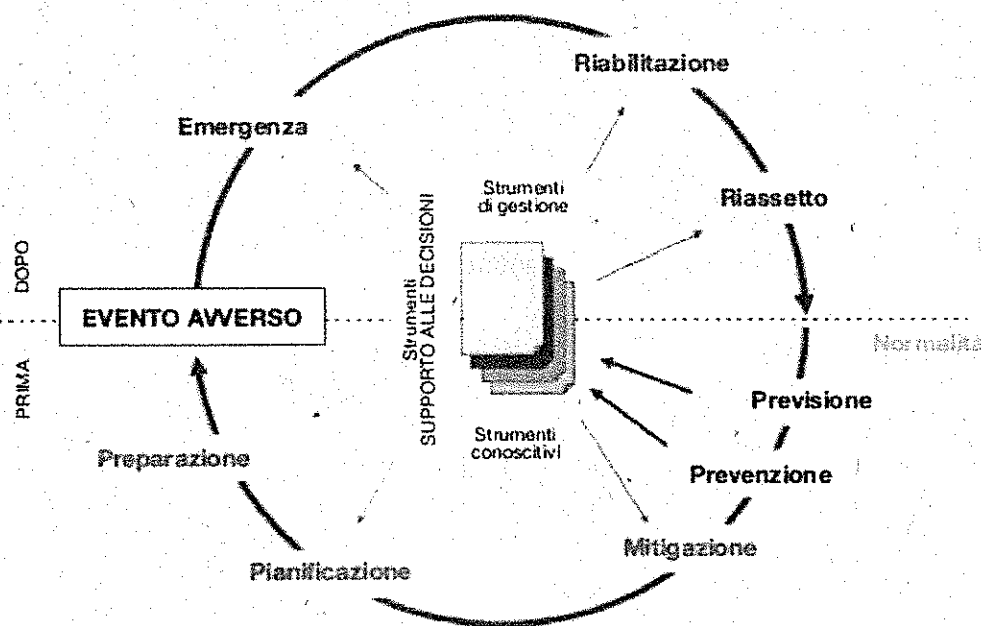 Riabilitazione
Emergenza
Strumenti
di gestione
Riassetto
DOPO
EVENTO AVVERSO
Strumenti
SUPPORTO ALLE DECISIONI
Normalità
PRIMA
Previsione
Strumenti
conoscitivi
Preparazione
Prevenzione
Mitigazione
Pianificazione